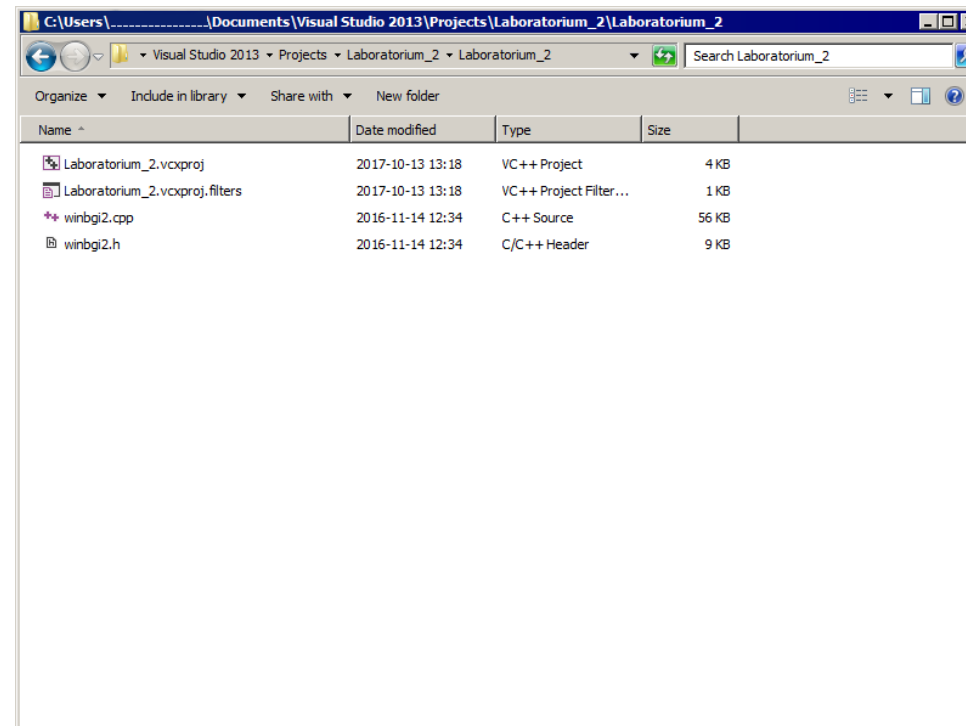 C:\Users\________________\Documents\Visual Studio 2013\Projects\Laboratorium_2\Laboratorium_2
Visual Studio 2013 Projects Laboratorium_2 Laboratorium_2 Search Laboratorium_2
Organize Include in library Share with New folder
Name Date modified Type Size
Laboratorium_2.vcxproj 2017-10-13 13:18 VC++ Project 4 KB
Laboratorium_2.vcxproj.filters 2017-10-13 13:18 VC++ Project Filter... 1 KB
winbgi2.cpp 2016-11-14 12:34 C++ Source 56 KB
winbgi2.h 2016-11-14 12:34 C/C++ Header 9 KB